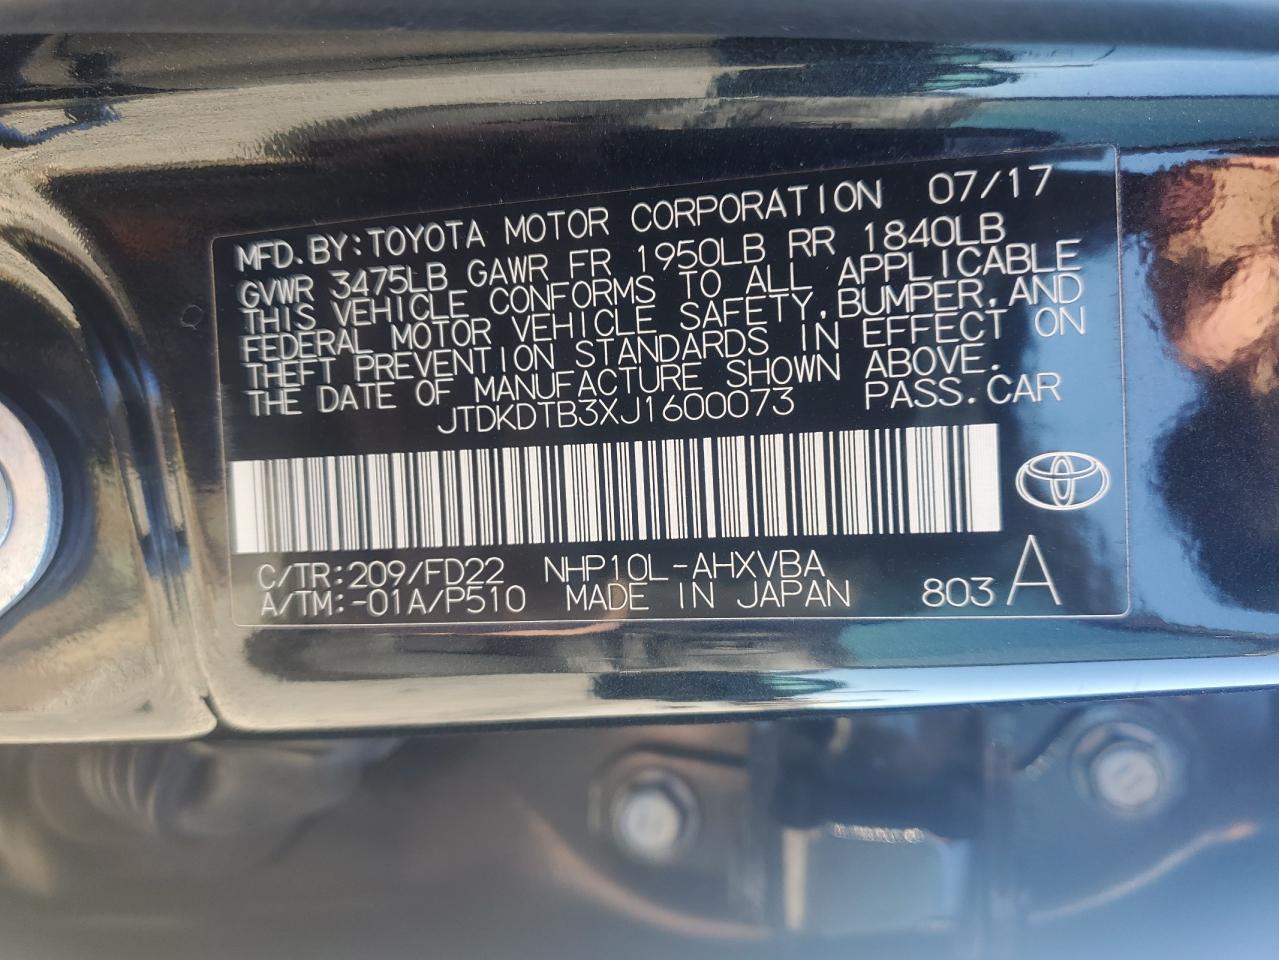 MFD.BY:TOYOTA MOTOR CORPORATION 07/17
GVWR 3475LB GAWR FR 1950LB RR 1840LB
THIS VEHICLE CONFORMS TO ALL APPLICABLE
FEDERAL MOTOR VEHICLE SAFETY,BUMPER,AND
THEFT PREVENTION STANDARDS IN EFFECT ON
THE DATE OF MANUFACTURE SHOWN ABOVE.
JTDKDTB3XJ1600073 PASS.CAR
C/TR:209/FD22 NHP10L-AHXVBA
A/TM:-01A/P510 MADE IN JAPAN 803 A